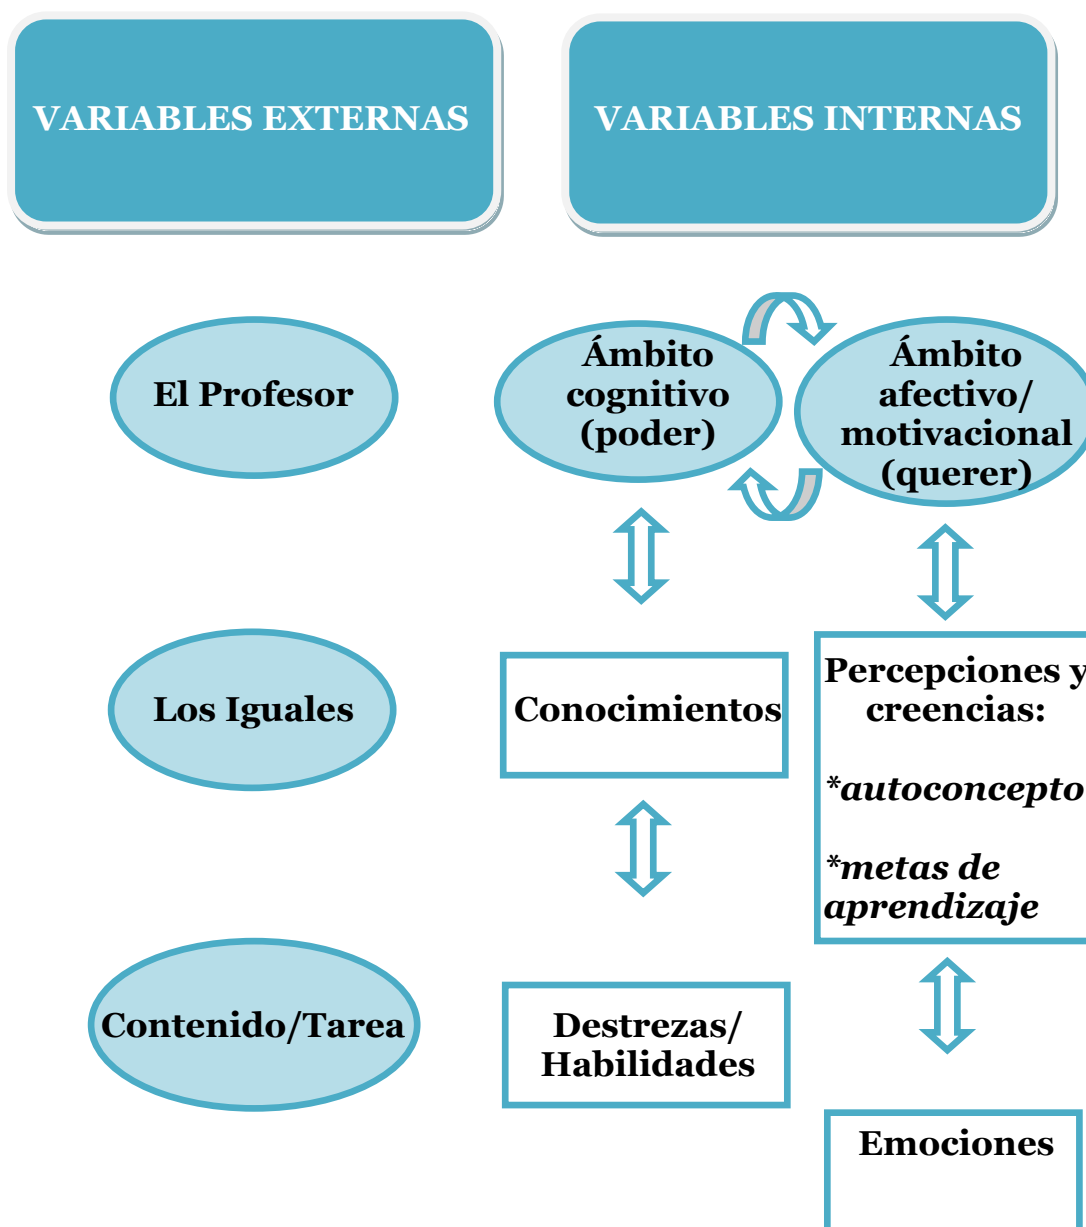 VARIABLES EXTERNAS
VARIABLES INTERNAS
El Profesor
Ámbito
cognitivo
(poder)
Ámbito
afectivo/
motivacional
(querer)
Los Iguales
Conocimientos
Percepciones y
creencias:
*autoconcepto
*metas de
aprendizaje
Contenido/Tarea
Destrezas/
Habilidades
Emociones